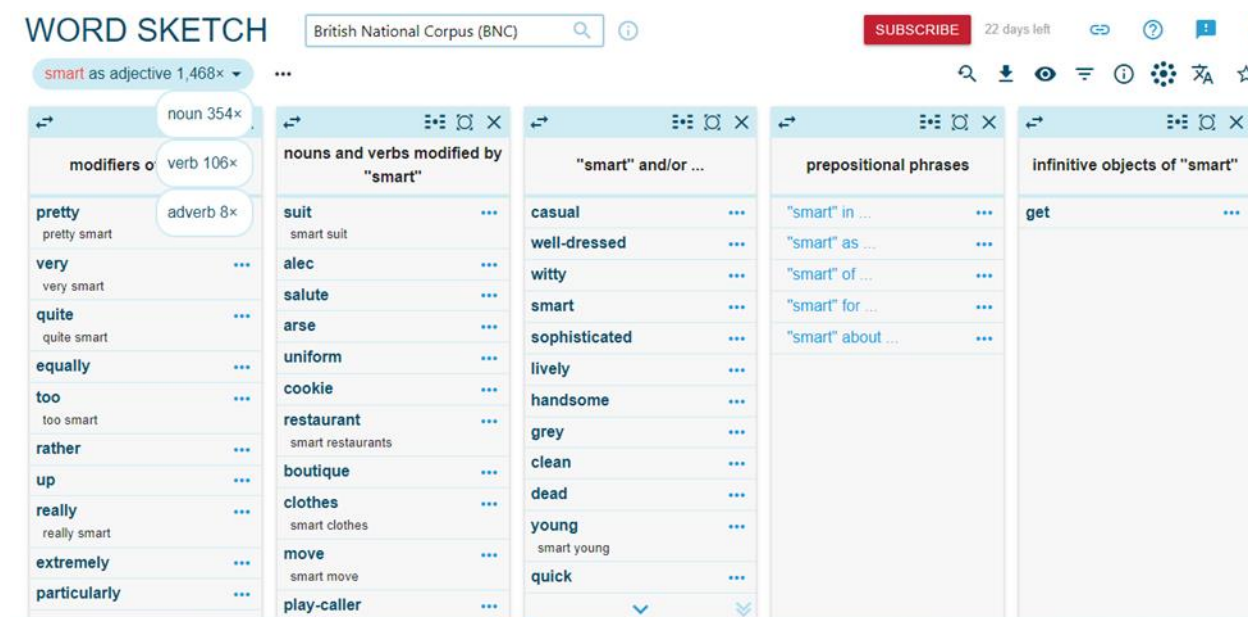 WORD SKETCH
British National Corpus (BNC)
SUBSCRIBE
22 days left
smart as adjective 1,468×
noun 354×
verb 106×
adverb 8×
modifiers o
pretty
pretty smart
very
very smart
quite
quite smart
equally
too
too smart
rather
up
really
really smart
extremely
particularly
nouns and verbs modified by
"smart"
suit
smart suit
alec
salute
arse
uniform
cookie
restaurant
smart restaurants
boutique
clothes
smart clothes
move
smart move
play-caller
"smart" and/or ...
casual
well-dressed
witty
smart
sophisticated
lively
handsome
grey
clean
dead
young
smart young
quick
prepositional phrases
"smart" in ...
"smart" as ...
"smart" of ...
"smart" for ...
"smart" about ...
infinitive objects of "smart"
get